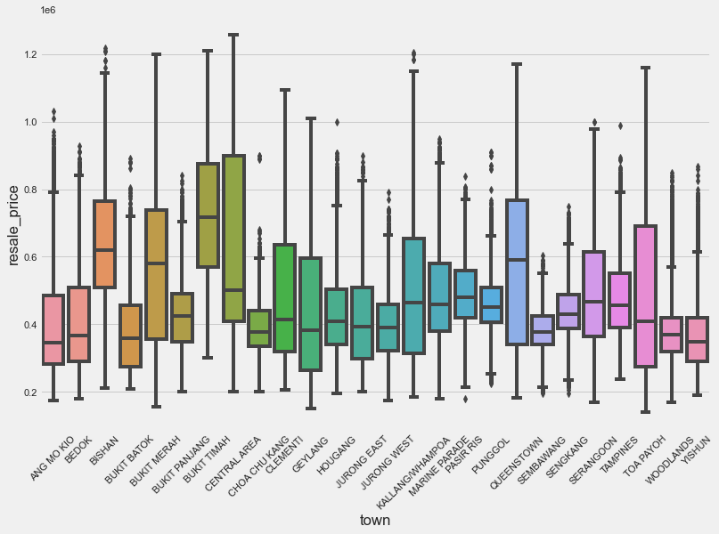 1e6
1.2
1.0
0.8
0.6
0.4
0.2
resale_price
ANG MO KIO
BEDOK
BISHAN
BUKIT BATOK
BUKIT MERAH
BUKIT PANJANG
BUKIT TIMAH
CENTRAL AREA
CHOA CHU KANG
CLEMENTI
GEYLANG
HOUGANG
JURONG EAST
JURONG WEST
KALLANG/WHAMPOA
MARINE PARADE
PASIR RIS
PUNGGOL
QUEENSTOWN
SEMBAWANG
SENGKANG
SERANGOON
TAMPINES
TOA PAYOH
WOODLANDS
YISHUN
town